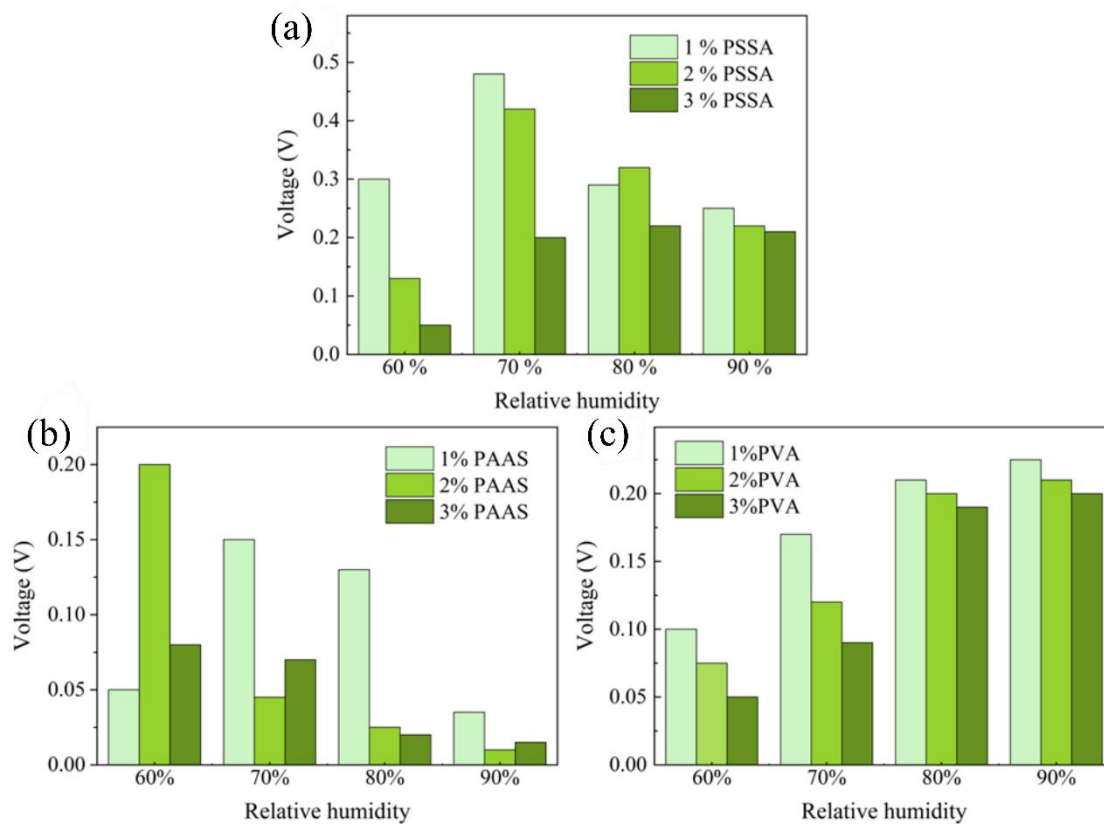 (a)
1 % PSSA
2 % PSSA
3 % PSSA
Voltage (V)
0.5
0.4
0.3
0.2
0.1
0.0
60 %
70 %
80 %
90 %
Relative humidity
(b)
1% PAAS
2% PAAS
3% PAAS
Voltage (V)
0.20
0.15
0.10
0.05
0.00
60%
70%
80%
90%
Relative humidity
(c)
1%PVA
2%PVA
3%PVA
Voltage (V)
0.20
0.15
0.10
0.05
0.00
60%
70%
80%
90%
Relative humidity